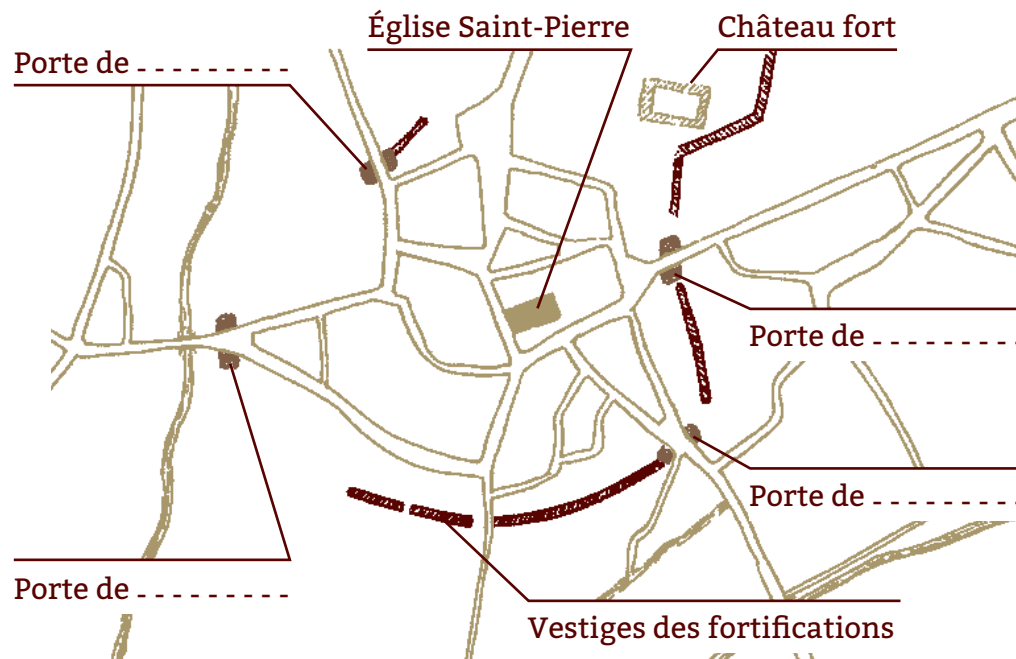 Église Saint-Pierre
Château fort
Porte de - - - - - - - - -
Porte de - - - - - - - - -
Porte de - - - - - - - - -
Porte de - - - - - - - - -
Vestiges des fortifications